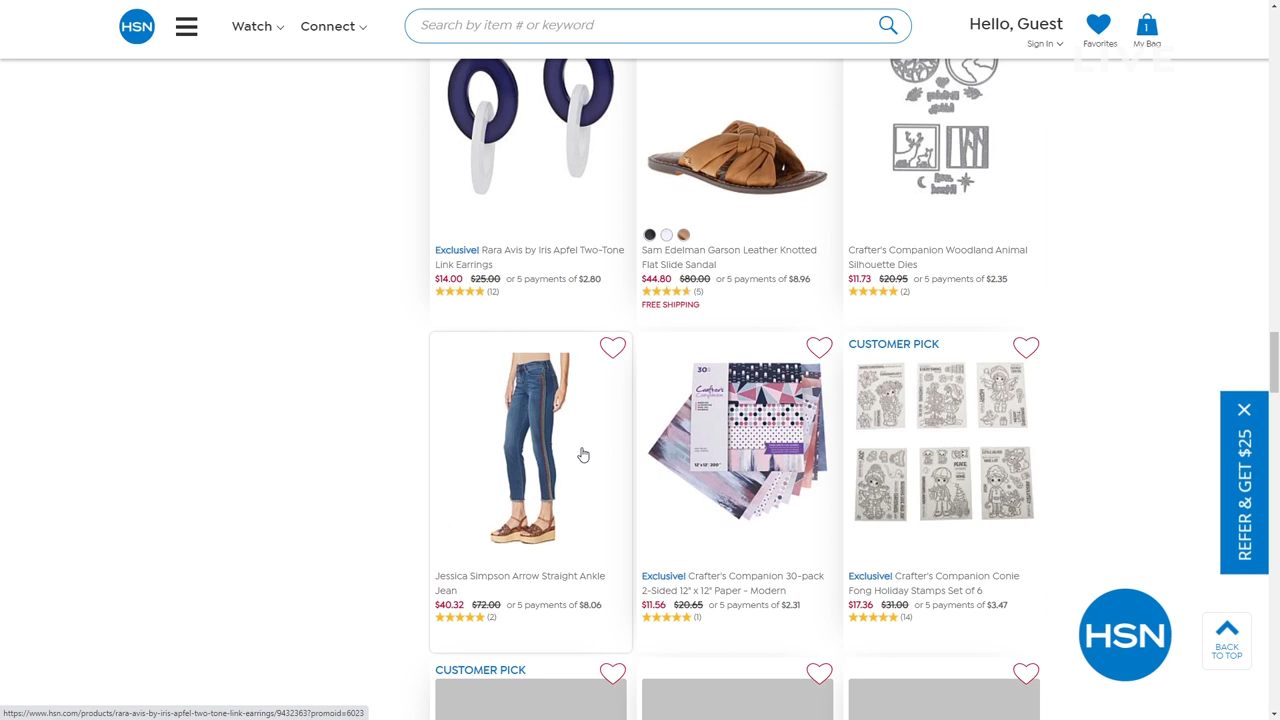 HSN
Watch
Connect
Search by item # or keyword
Hello, Guest
Sign In
Favorites
1
My Bag
LIVE
Exclusive! Rara Avis by Iris Apfel Two-Tone
Link Earrings
$14.00 $25.00 or 5 payments of $2.80
(12)
Sam Edelman Garson Leather Knotted
Flat Slide Sandal
$44.80 $80.00 or 5 payments of $8.96
(5)
FREE SHIPPING
Crafter's Companion Woodland Animal
Silhouette Dies
$11.73 $20.95 or 5 payments of $2.35
(2)
Jessica Simpson Arrow Straight Ankle
Jean
$40.32 $72.00 or 5 payments of $8.06
(2)
30
Crafter's
Companion
Exclusive! Crafter's Companion 30-pack
2-Sided 12" x 12" Paper - Modern
$11.56 $20.65 or 5 payments of $2.31
(1)
CUSTOMER PICK
PEACE
Exclusive! Crafter's Companion Conie
Fong Holiday Stamps Set of 6
$17.36 $31.00 or 5 payments of $3.47
(14)
CUSTOMER PICK
REFER & GET $25
HSN
BACK
TO TOP
https://www.hsn.com/products/rara-avis-by-iris-apfel-two-tone-link-earrings/9432363?promoid=6023